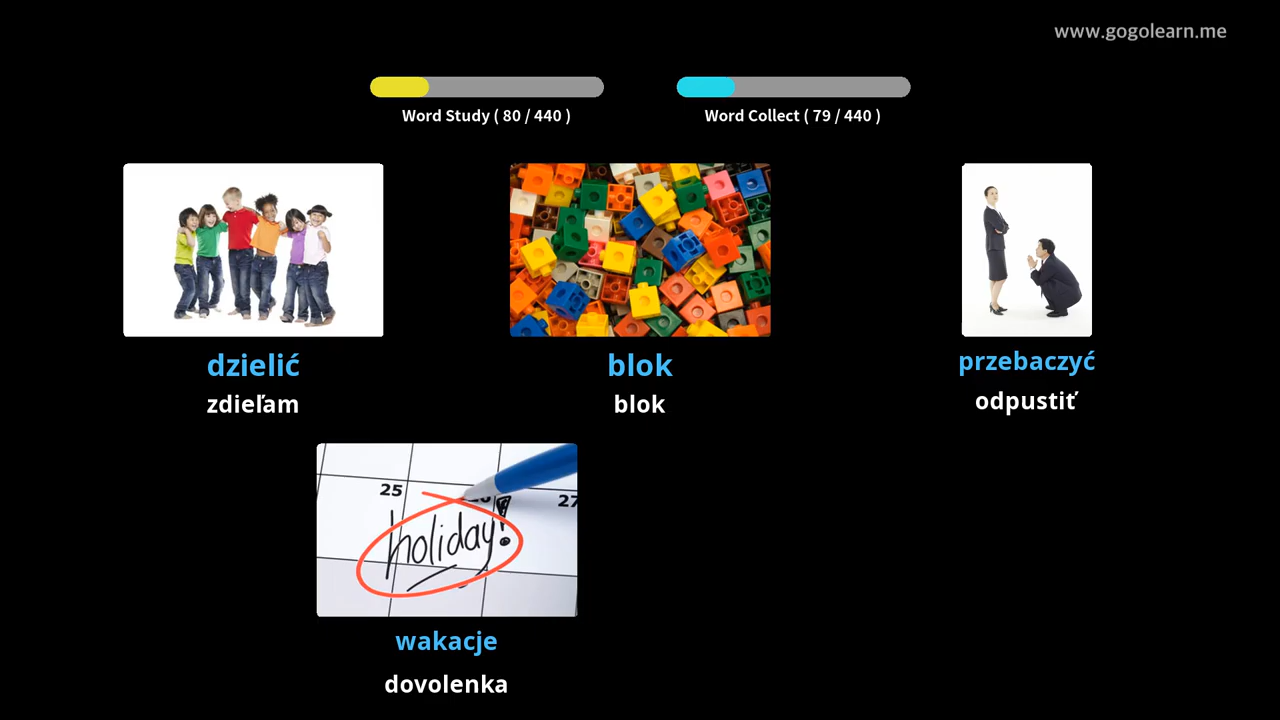 www.gogolearn.me
Word Study ( 80 / 440 )
Word Collect ( 79 / 440 )
dzielić
zdieľam
blok
blok
przebaczyć
odpustiť
25
27
holiday!
wakacje
dovolenka